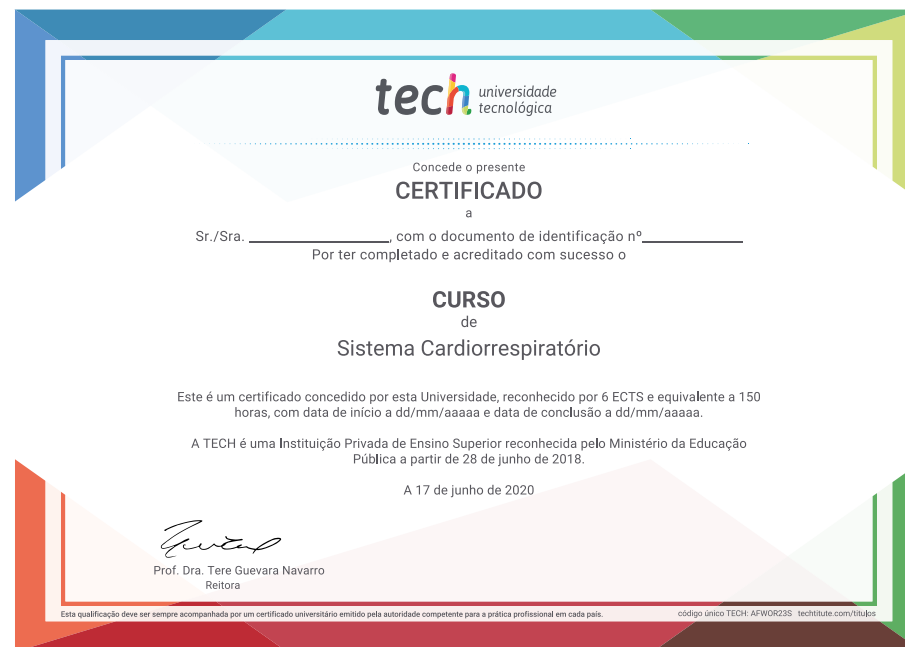 tech universidade
tecnológica
Concede o presente
CERTIFICADO
a
Sr./Sra. ________________, com o documento de identificação nº____________
Por ter completado e acreditado com sucesso o
CURSO
de
Sistema Cardiorrespiratório
Este é um certificado concedido por esta Universidade, reconhecido por 6 ECTS e equivalente a 150
horas, com data de início a dd/mm/aaaaa e data de conclusão a dd/mm/aaaaa.
A TECH é uma Instituição Privada de Ensino Superior reconhecida pelo Ministério da Educação
Pública a partir de 28 de junho de 2018.
A 17 de junho de 2020
Prof. Dra. Tere Guevara Navarro
Reitora
Esta qualificação deve ser sempre acompanhada por um certificado universitário emitido pela autoridade competente para a prática profissional em cada país. código único TECH: AFWOR23S techtitute.com/titulos